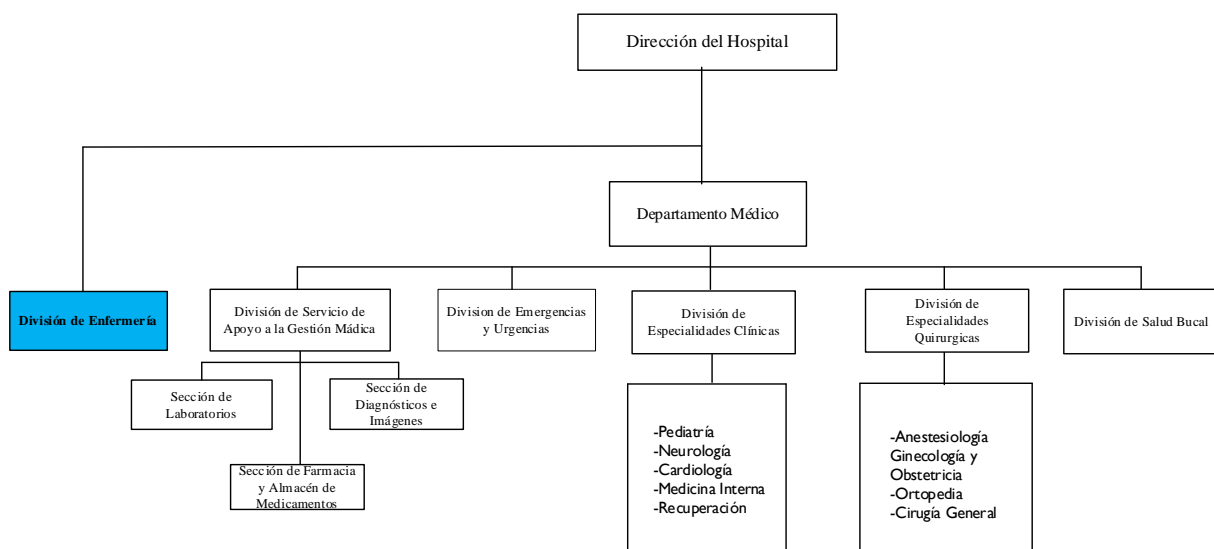 Dirección del Hospital
Departamento Médico
División de Enfermería
División de Servicio de
Apoyo a la Gestión Mádica
Division de Emergencias
y Urgencias
División de
Especialidades Clínicas
División de
Especialidades
Quirurgicas
División de Salud Bucal
Sección de
Laboratorios
Sección de
Diagnósticos e
Imágenes
Sección de Farmacia
y Almacén de
Medicamentos
-Pediatría
-Neurología
-Cardiología
-Medicina Interna
-Recuperación
-Anestesiología
Ginecología y
Obstetricia
-Ortopedia
-Cirugía General